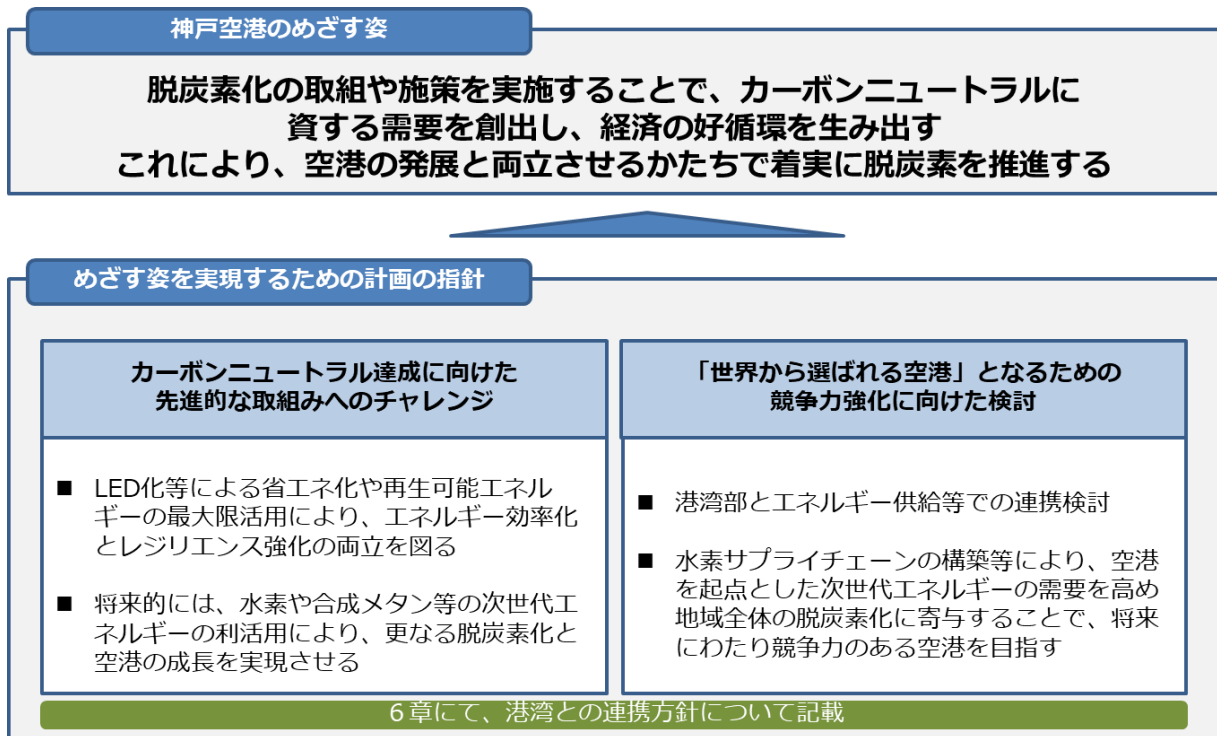 神戸空港のめざす姿
脱炭素化の取組や施策を実施することで、カーボンニュートラルに
資する需要を創出し、経済の好循環を生み出す
これにより、空港の発展と両立させるかたちで着実に脱炭素を推進する
めざす姿を実現するための計画の指針
カーボンニュートラル達成に向けた
先進的な取組みへのチャレンジ
■ LED化等による省エネ化や再生可能エネル
ギーの最大限活用により、エネルギー効率化
とレジリエンス強化の両立を図る
■ 将来的には、水素や合成メタン等の次世代エ
ネルギーの利活用により、更なる脱炭素化と
空港の成長を実現させる
「世界から選ばれる空港」となるための
競争力強化に向けた検討
■ 港湾部とエネルギー供給等での連携検討
■ 水素サプライチェーンの構築等により、空港
を起点とした次世代エネルギーの需要を高め
地域全体の脱炭素化に寄与することで、将来
にわたり競争力のある空港を目指す
6章にて、港湾との連携方針について記載